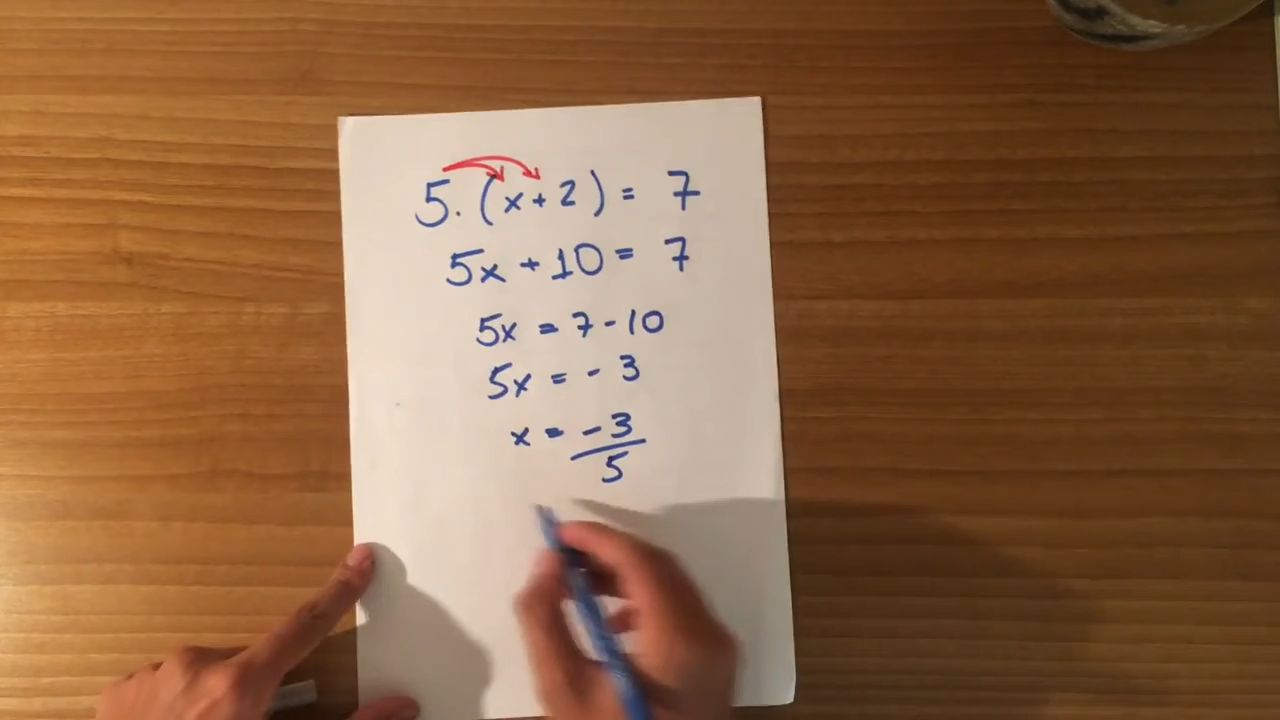 5. (x+2) = 7
5x + 10 = 7
5x = 7 - 10
5x = - 3
x = -3/5